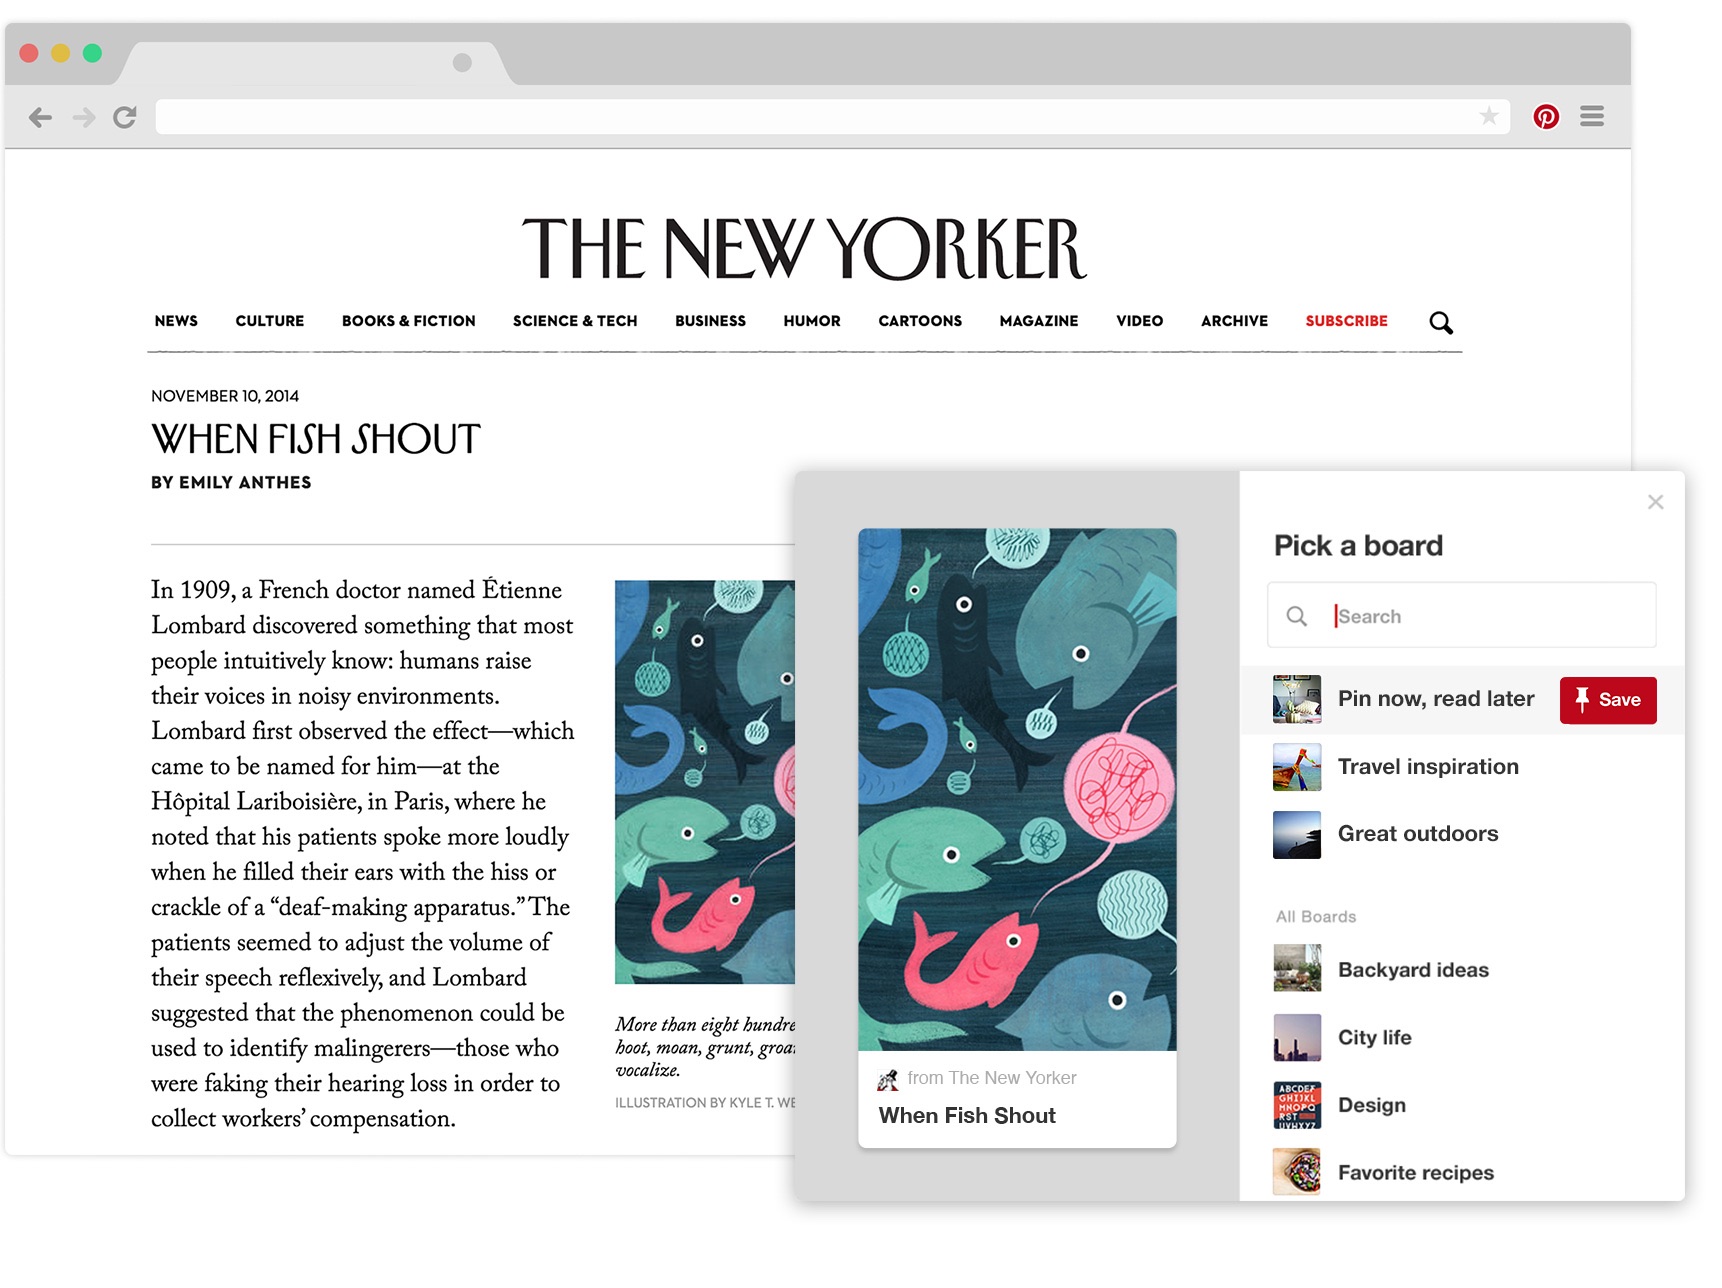 THE NEW YORKER
NEWS CULTURE BOOKS & FICTION SCIENCE & TECH BUSINESS HUMOR CARTOONS MAGAZINE VIDEO ARCHIVE SUBSCRIBE
NOVEMBER 10, 2014
WHEN FISH SHOUT
BY EMILY ANTHES
In 1909, a French doctor named Étienne
Lombard discovered something that most
people intuitively know: humans raise
their voices in noisy environments.
Lombard first observed the effect—which
came to be named for him—at the
Hôpital Lariboisière, in Paris, where he
noted that his patients spoke more loudly
when he filled their ears with the hiss or
crackle of a “deaf-making apparatus.” The
patients seemed to adjust the volume of
their speech reflexively, and Lombard
suggested that the phenomenon could be
used to identify malingerers—those who
were faking their hearing loss in order to
collect workers’ compensation.
More than eight hundre
hoot, moan, grunt, groa
vocalize.
ILLUSTRATION BY KYLE T. WE
from The New Yorker
When Fish Shout
Pick a board
Search
Pin now, read later Save
Travel inspiration
Great outdoors
All Boards
Backyard ideas
City life
ABCDEF
GHIJKL
MNOPQ
RST
UVHXYZ
Design
Favorite recipes